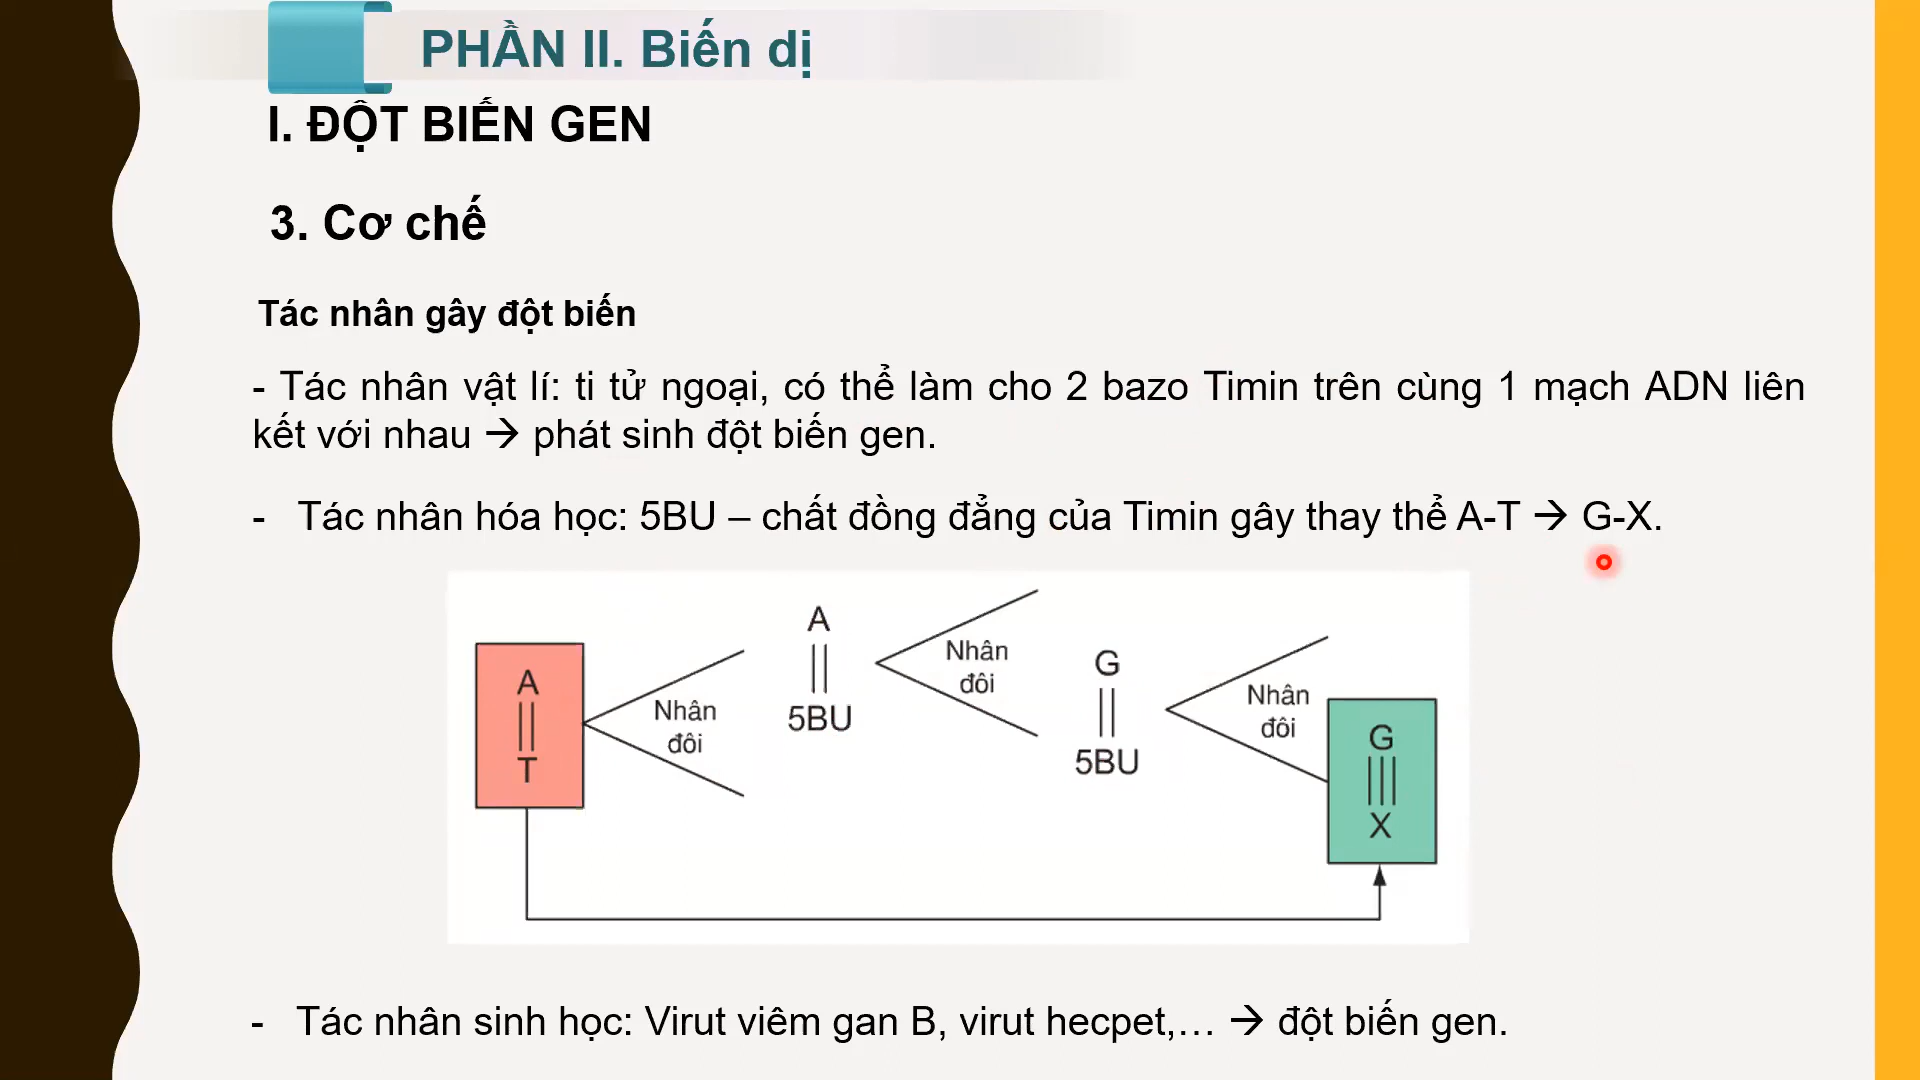 PHẦN II. Biến dị
I. ĐỘT BIẾN GEN
3. Cơ chế
Tác nhân gây đột biến
- Tác nhân vật lí: ti tử ngoại, có thể làm cho 2 bazo Timin trên cùng 1 mạch ADN liên
kết với nhau → phát sinh đột biến gen.
- Tác nhân hóa học: 5BU – chất đồng đẳng của Timin gây thay thế A-T → G-X.
A
T
Nhân
đôi
A
5BU
Nhân
đôi
G
5BU
Nhân
đôi
G
X
- Tác nhân sinh học: Virut viêm gan B, virut hecpet,… → đột biến gen.